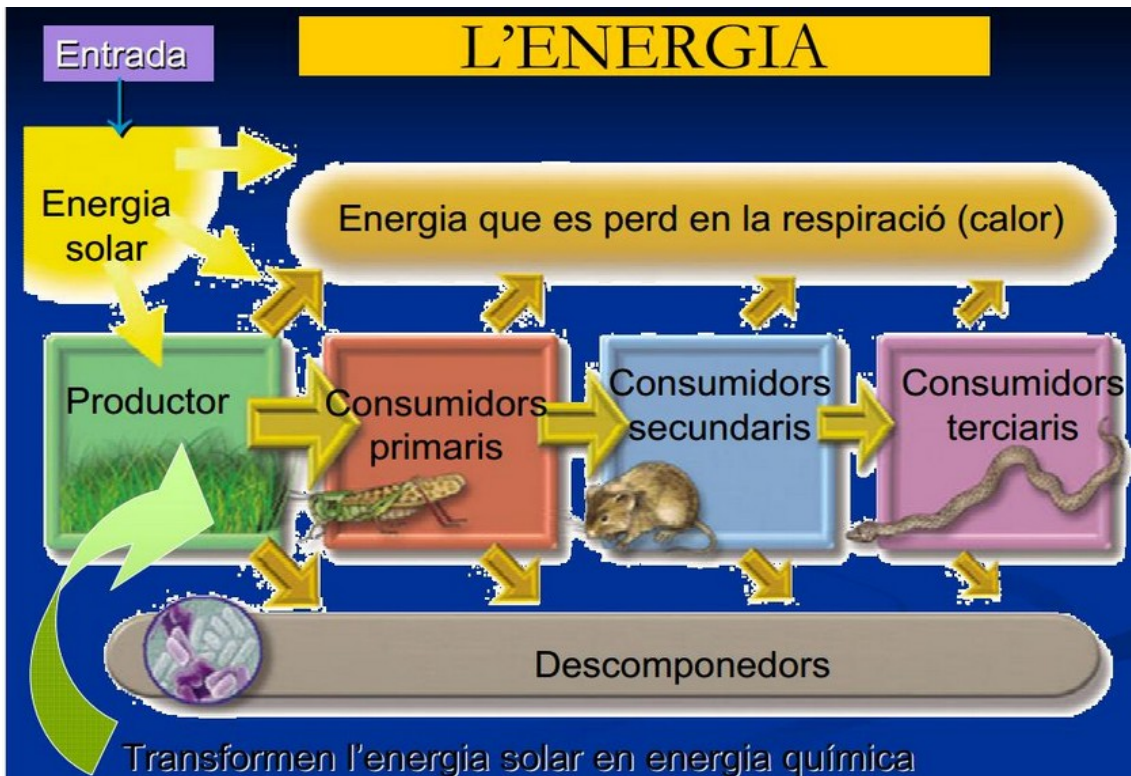 Entrada
L'ENERGIA
Energia
solar
Energia que es perd en la respiració (calor)
Productor
Consumidors
primaris
Consumidors
secundaris
Consumidors
terciaris
Descomponedors
Transformen l'energia solar en energia química